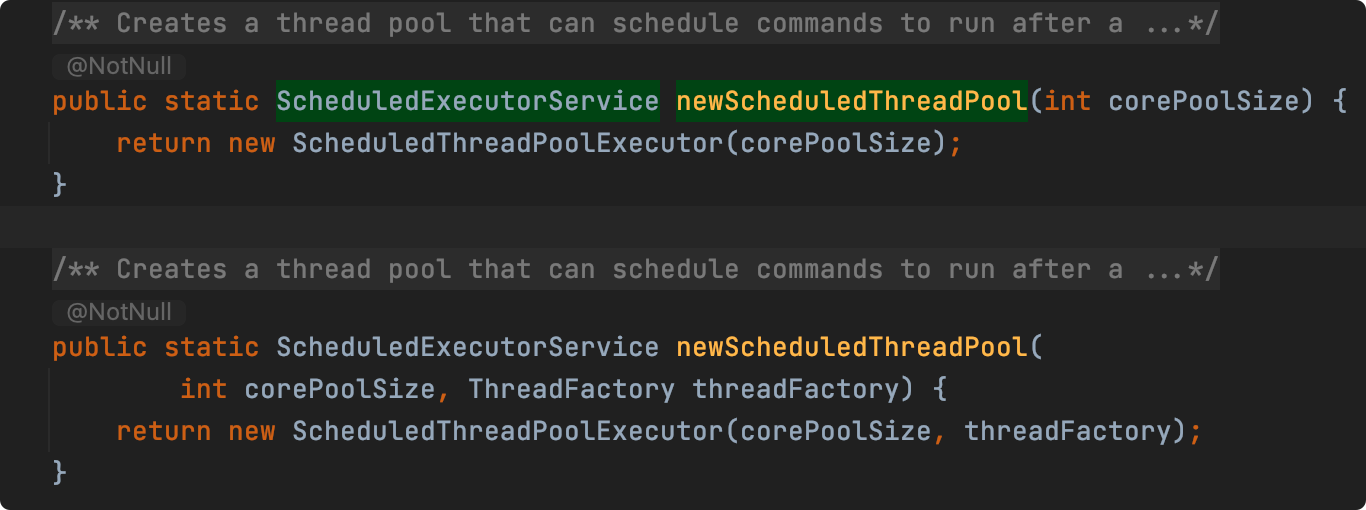 /** Creates a thread pool that can schedule commands to run after a ...*/
@NotNull
public static ScheduledExecutorService newScheduledThreadPool(int corePoolSize) {
    return new ScheduledThreadPoolExecutor(corePoolSize);
}
/** Creates a thread pool that can schedule commands to run after a ...*/
@NotNull
public static ScheduledExecutorService newScheduledThreadPool(
        int corePoolSize, ThreadFactory threadFactory) {
    return new ScheduledThreadPoolExecutor(corePoolSize, threadFactory);
}